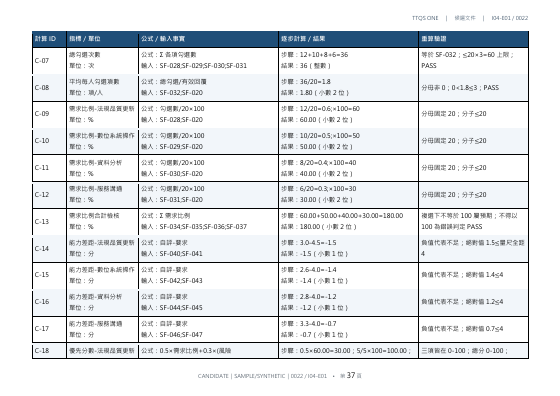 TTQS ONE | 掃描文件 | I04-E01 / 0022
計算 ID 指標 / 單位 公式 / 輸入事實 逐步計算 / 結果 重算驗證
C-07 總勾選次數 單位：次 公式：Σ 各項勾選數 輸入：SF-028;SF-029;SF-030;SF-031 步驟：12+10+8+6=36 結果：36 ( 整數 ) 等於 SF-032；≤20×3=60 上限；PASS
C-08 平均每人勾選項數 單位：項/人 公式：總勾選/有效回覆 輸入：SF-032;SF-020 步驟：36/20=1.8 結果：1.80 ( 小數 2 位 ) 分母非 0；0<1.8≤3；PASS
C-09 需求比例-法規品質更新 單位：% 公式：勾選數/20×100 輸入：SF-028;SF-020 步驟：12/20=0.6;×100=60 結果：60.00 ( 小數 2 位 ) 分母固定 20；分子≤20
C-10 需求比例-數位系統操作 單位：% 公式：勾選數/20×100 輸入：SF-029;SF-020 步驟：10/20=0.5;×100=50 結果：50.00 ( 小數 2 位 ) 分母固定 20；分子≤20
C-11 需求比例-資料分析 單位：% 公式：勾選數/20×100 輸入：SF-030;SF-020 步驟：8/20=0.4;×100=40 結果：40.00 ( 小數 2 位 ) 分母固定 20；分子≤20
C-12 需求比例-服務溝通 單位：% 公式：勾選數/20×100 輸入：SF-031;SF-020 步驟：6/20=0.3;×100=30 結果：30.00 ( 小數 2 位 ) 分母固定 20；分子≤20
C-13 需求比例合計檢核 單位：% 公式：Σ 需求比例 輸入：SF-034;SF-035;SF-036;SF-037 步驟：60.00+50.00+40.00+30.00=180.00 結果：180.00 ( 小數 2 位 ) 複選下不等於 100 屬預期；不得以 100 為錯誤判定 PASS
C-14 能力差距-法規品質更新 單位：分 公式：自評-要求 輸入：SF-040;SF-041 步驟：3.0-4.5=-1.5 結果：-1.5 ( 小數 1 位 ) 負值代表不足；絕對值 1.5≤量尺全距 4
C-15 能力差距-數位系統操作 單位：分 公式：自評-要求 輸入：SF-042;SF-043 步驟：2.6-4.0=-1.4 結果：-1.4 ( 小數 1 位 ) 負值代表不足；絕對值 1.4≤4
C-16 能力差距-資料分析 單位：分 公式：自評-要求 輸入：SF-044;SF-045 步驟：2.8-4.0=-1.2 結果：-1.2 ( 小數 1 位 ) 負值代表不足；絕對值 1.2≤4
C-17 能力差距-服務溝通 單位：分 公式：自評-要求 輸入：SF-046;SF-047 步驟：3.3-4.0=-0.7 結果：-0.7 ( 小數 1 位 ) 負值代表不足；絕對值 0.7≤4
C-18 優先分數-法規品質更新 公式：0.5×需求比例+0.3×(風險 步驟：0.5×60.00=30.00；5/5×100=100.00； 三項皆在 0-100；總分 0-100；
CANDIDATE | SAMPLE/SYNTHETIC | 0022 / I04-E01 • 第 37 頁